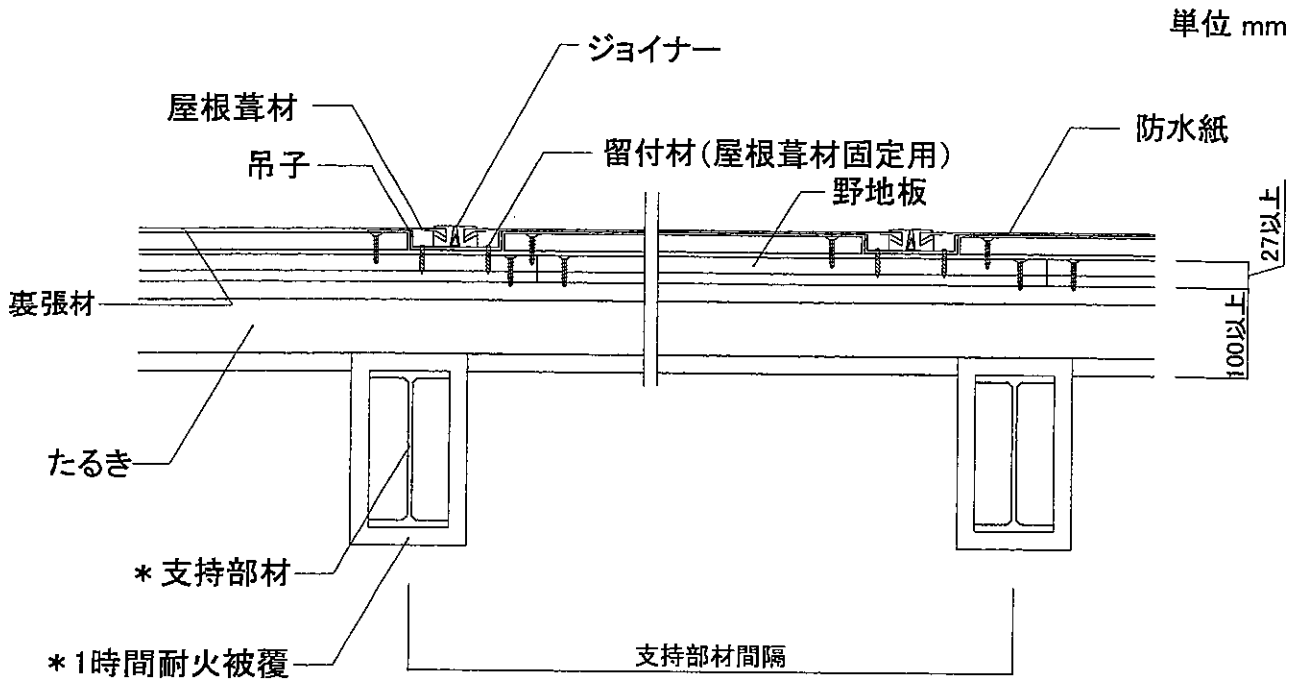 単位 mm
ジョイナー
屋根葺材
防水紙
留付材(屋根葺材固定用)
吊子
野地板
27以上
裏張材
100以上
たるき
*支持部材
*1時間耐火被覆
支持部材間隔